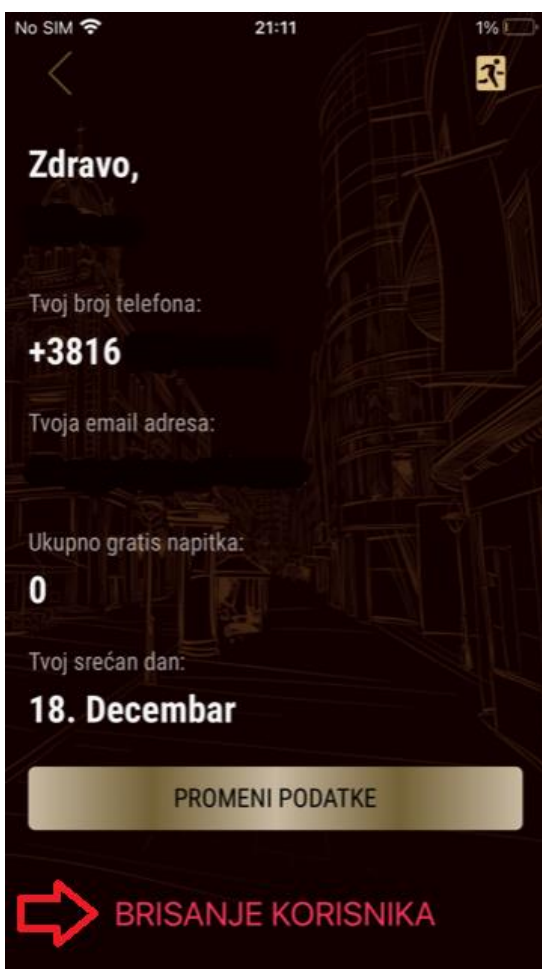 No SIM 21:11 1%
Zdravo,
Tvoj broj telefona:
+3816
Tvoja email adresa:
Ukupno gratis napitka:
0
Tvoj srećan dan:
18. Decembar
PROMENI PODATKE
BRISANJE KORISNIKA